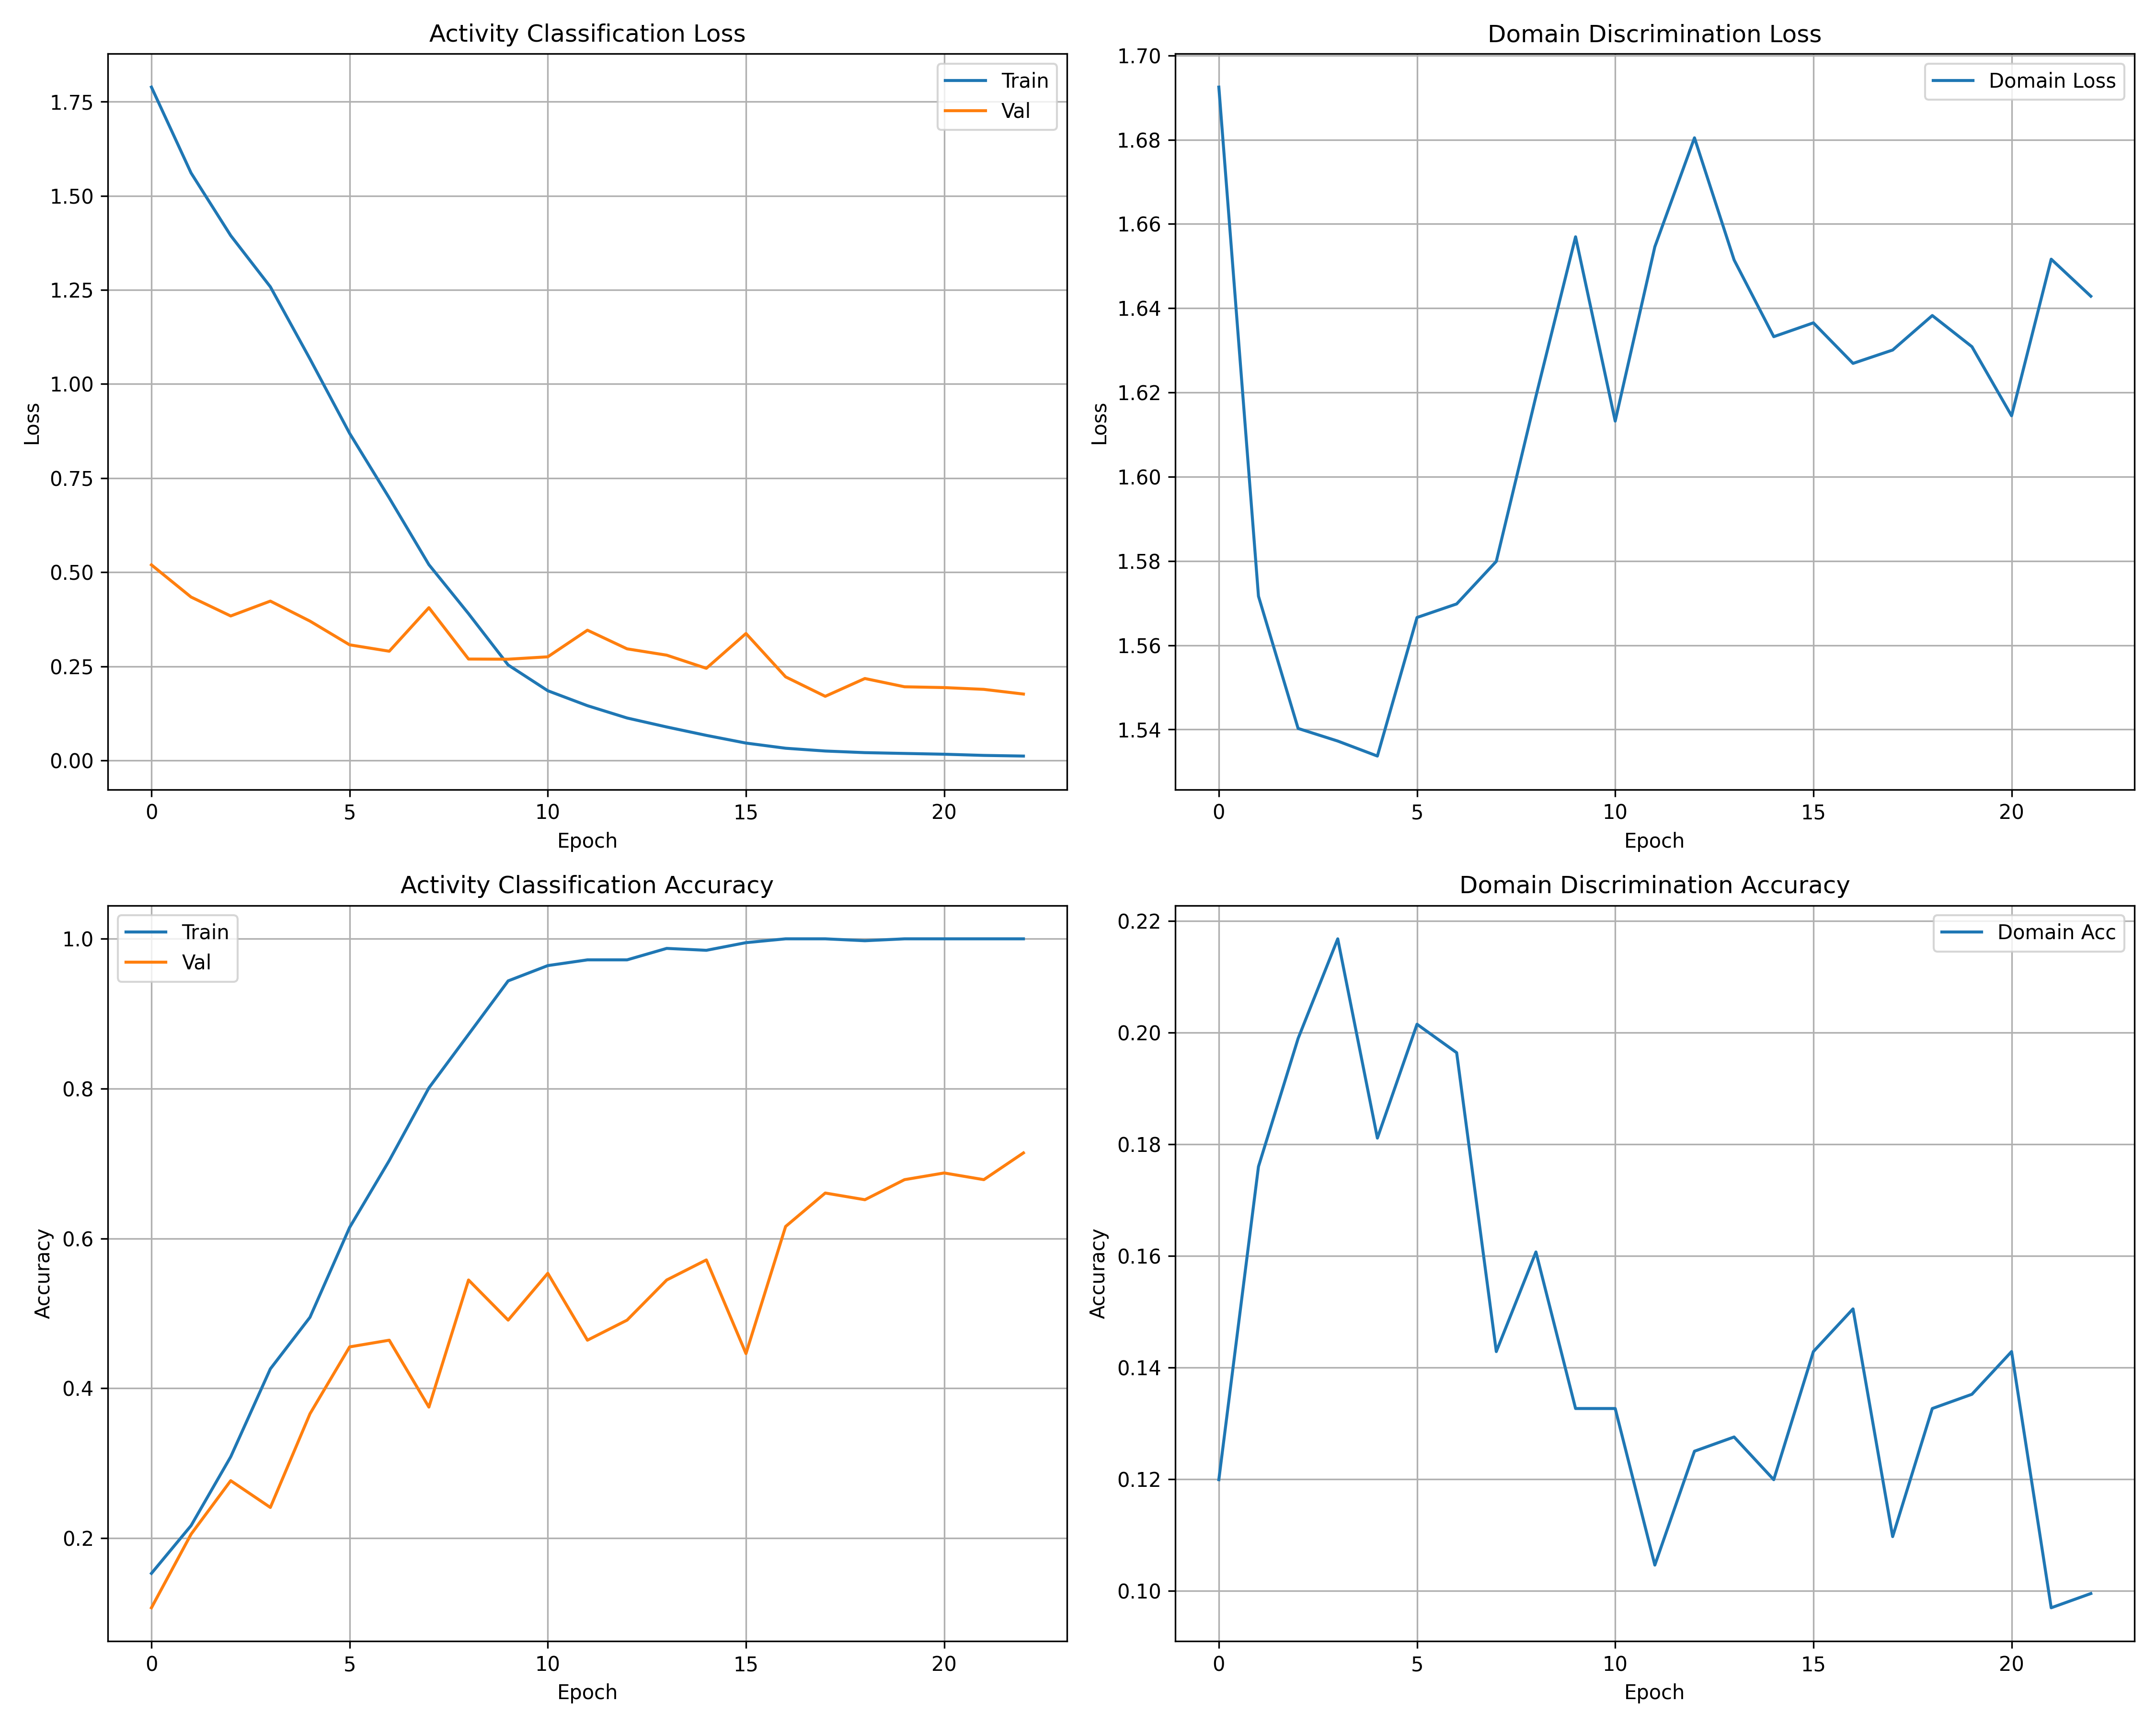 Activity Classification Loss
Train
Val
1.75
1.50
1.25
1.00
0.75
0.50
0.25
0.00
Loss
0 5 10 15 20
Epoch
Domain Discrimination Loss
Domain Loss
1.70
1.68
1.66
1.64
1.62
1.60
1.58
1.56
1.54
Loss
0 5 10 15 20
Epoch
Activity Classification Accuracy
Train
Val
1.0
0.8
0.6
0.4
0.2
Accuracy
0 5 10 15 20
Epoch
Domain Discrimination Accuracy
Domain Acc
0.22
0.20
0.18
0.16
0.14
0.12
0.10
Accuracy
0 5 10 15 20
Epoch